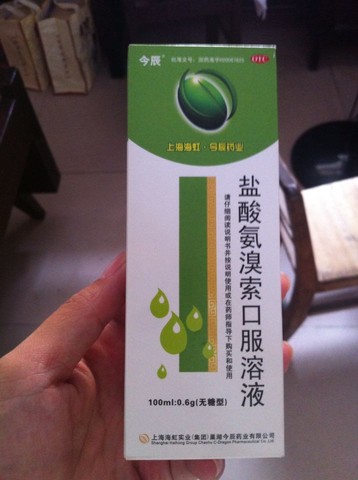 今辰
OTC
上海海虹·今辰药业
盐酸氨溴索口服溶液
请仔细阅读说明书并按说明使用或在药师指导下购买和使用
100ml:0.6g(无糖型)
上海海虹实业(集团)巢湖今辰药业有限公司